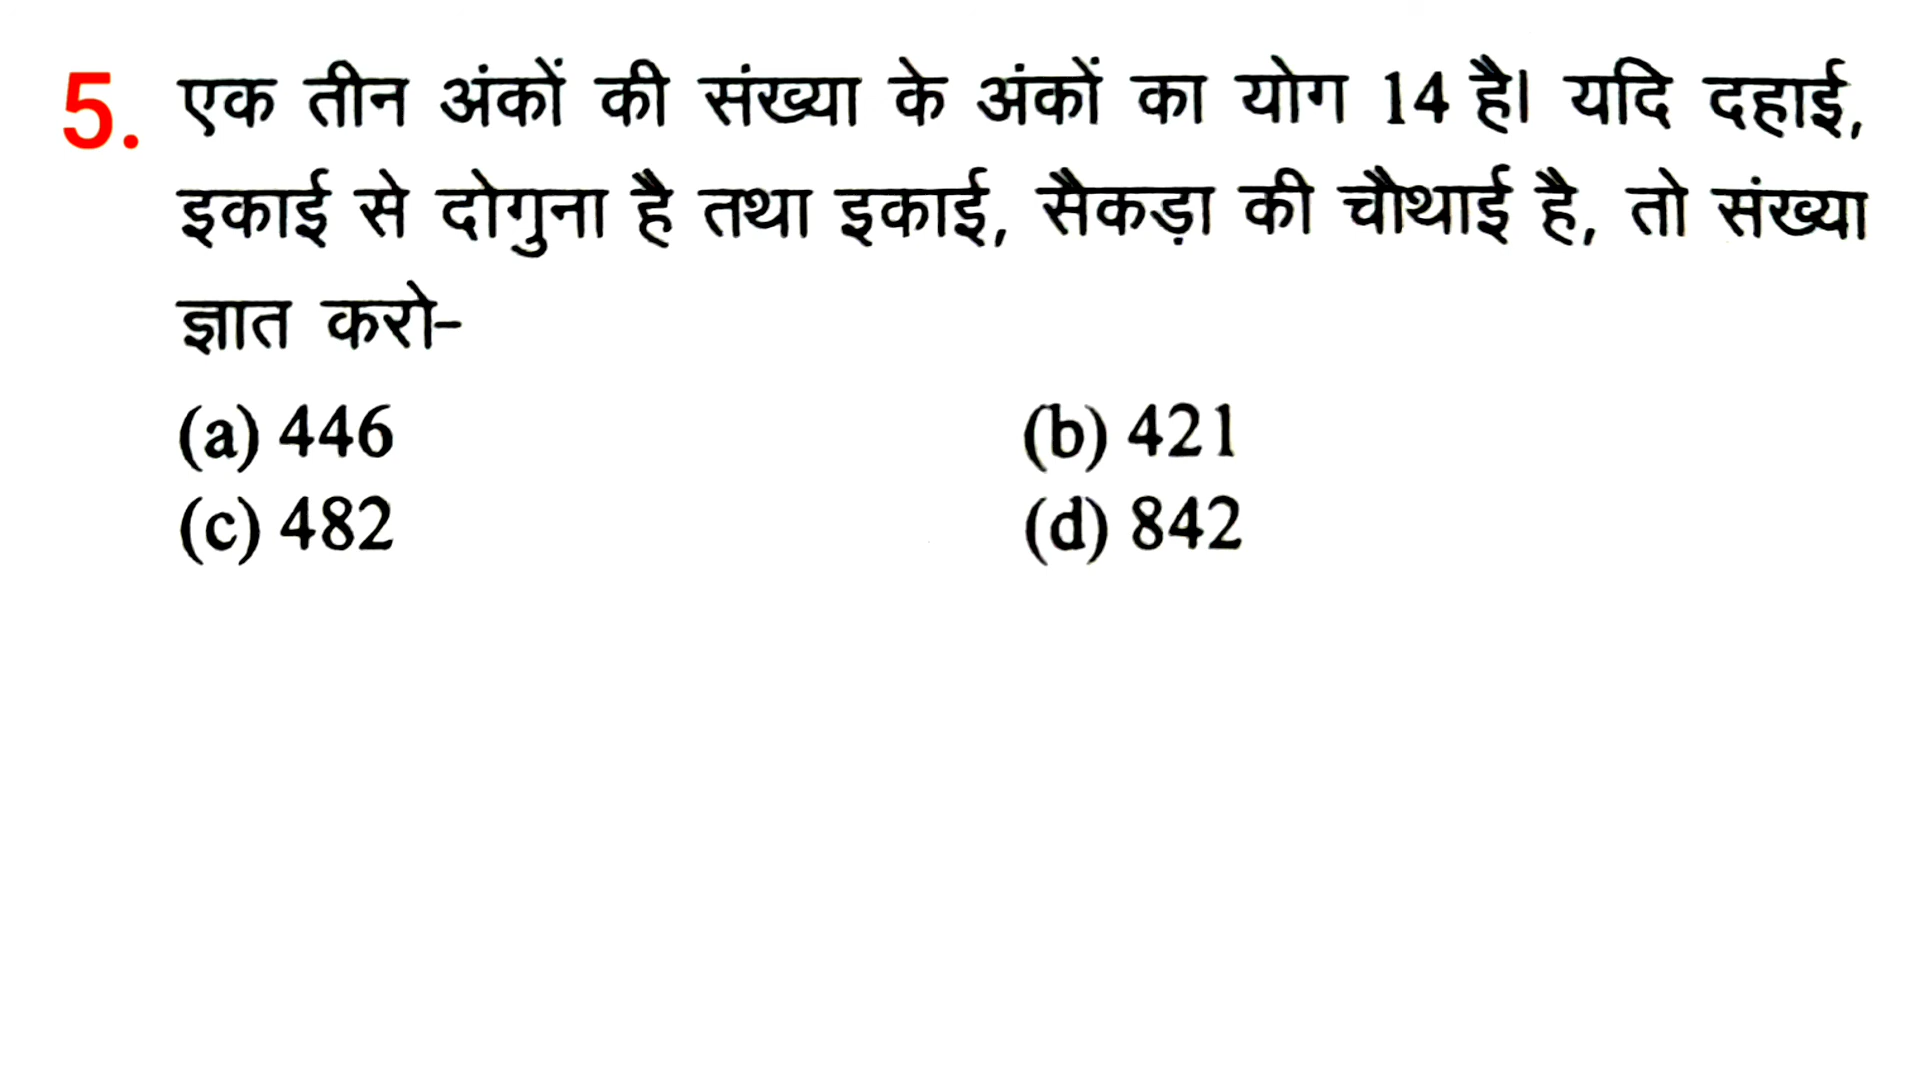 5. एक तीन अंकों की संख्या के अंकों का योग 14 है। यदि दहाई,
इकाई से दोगुना है तथा इकाई, सैकड़ा की चौथाई है, तो संख्या
ज्ञात करो-
(a) 446 (b) 421
(c) 482 (d) 842